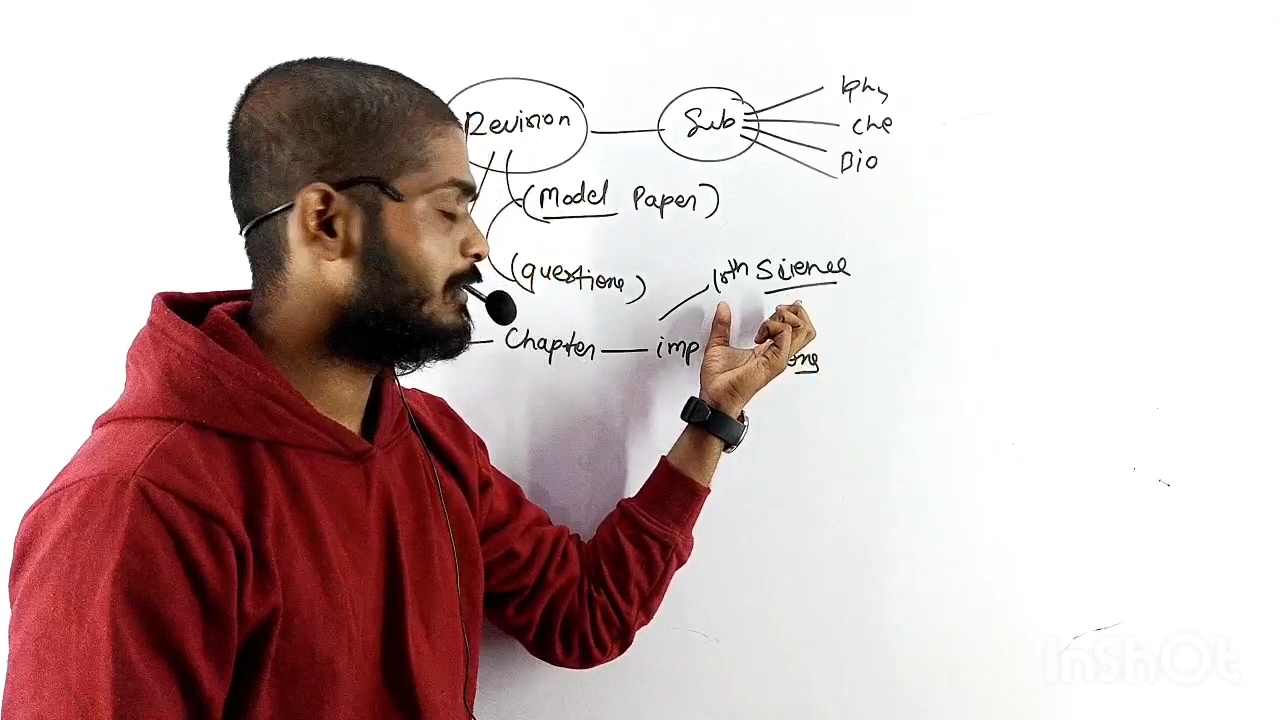 Revision
Sub
phy
che
Bio
(Model Paper)
(questions)
10th Science
Chapter
imp
InShOt